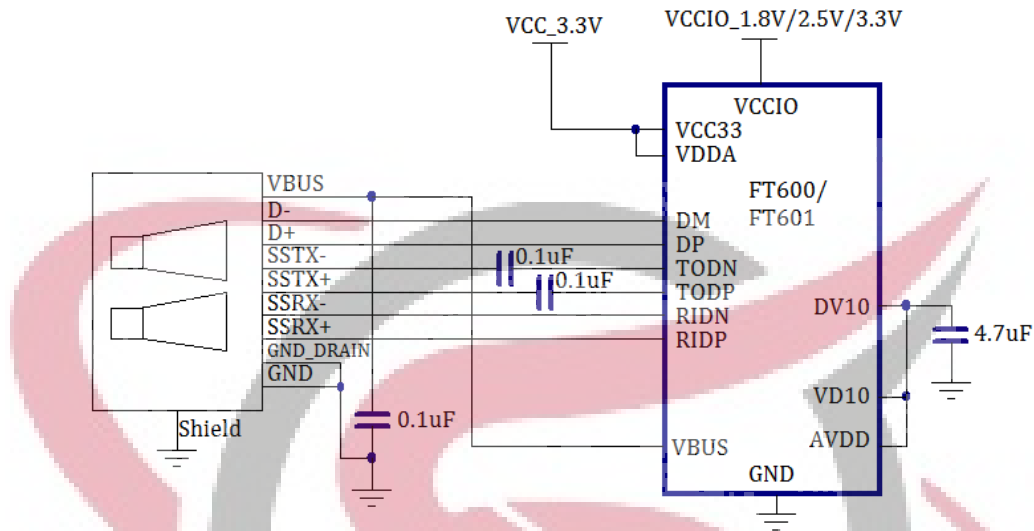 VCCIO_1.8V/2.5V/3.3V
VCC_3.3V
VCCIO
VCC33
VDDA
FT600/
FT601
VBUS
D-
D+
SSTX-
SSTX+
SSRX-
SSRX+
GND_DRAIN
GND
Shield
0.1uF
0.1uF
0.1uF
DM
DP
TODN
TODP
RIDN
RIDP
VBUS
GND
DV10
VD10
AVDD
4.7uF